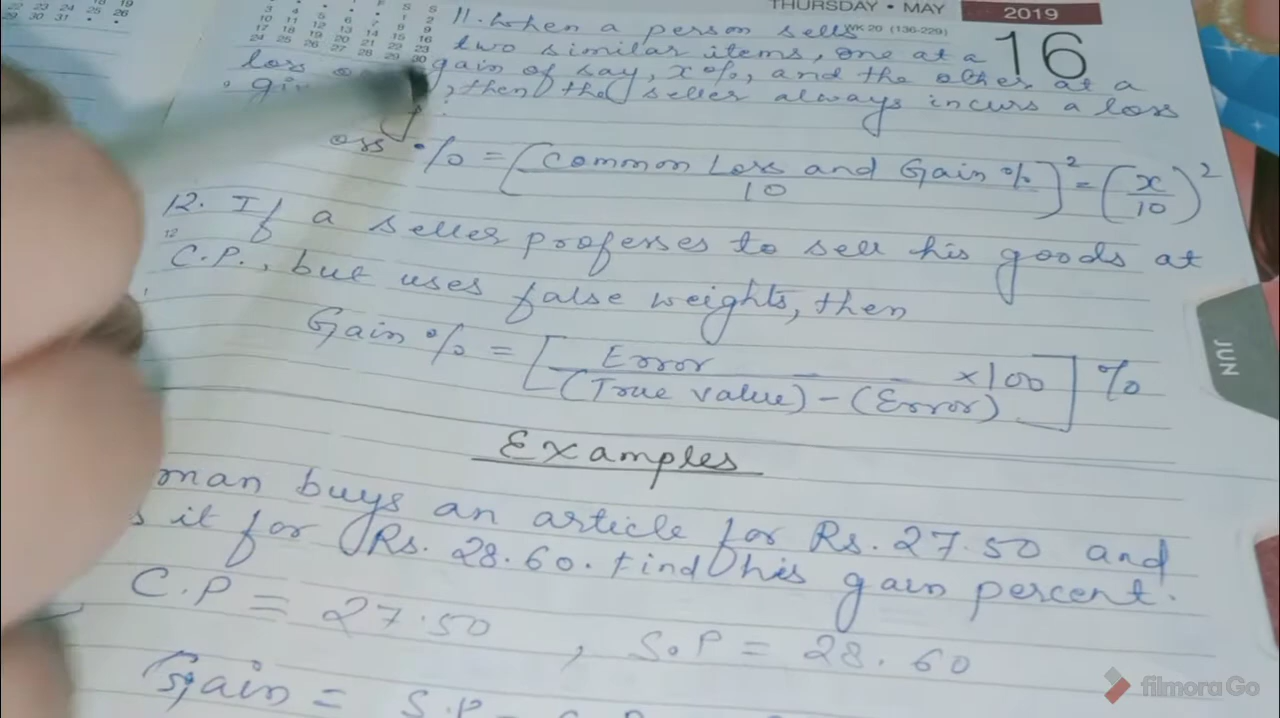 THURSDAY • MAY
2019
WK 20 (136-229)
16
11. When a person sells
two similar items, one at a
gain of say, x%, and the other at a
loss
, then the seller always incurs a loss
oss % = [Common Loss and Gain % / 10]² = (x/10)²
12. If a seller professes to sell his goods at
C.P., but uses false weights, then
Gain % = [Error / (True value) - (Error) × 100] %
Examples
man buys an article for Rs. 27.50 and
s it for Rs. 28.60. Find his gain percent.
C.P = 27.50 , S.P = 28.60
Gain = S.P -
JUN
filmoraGo